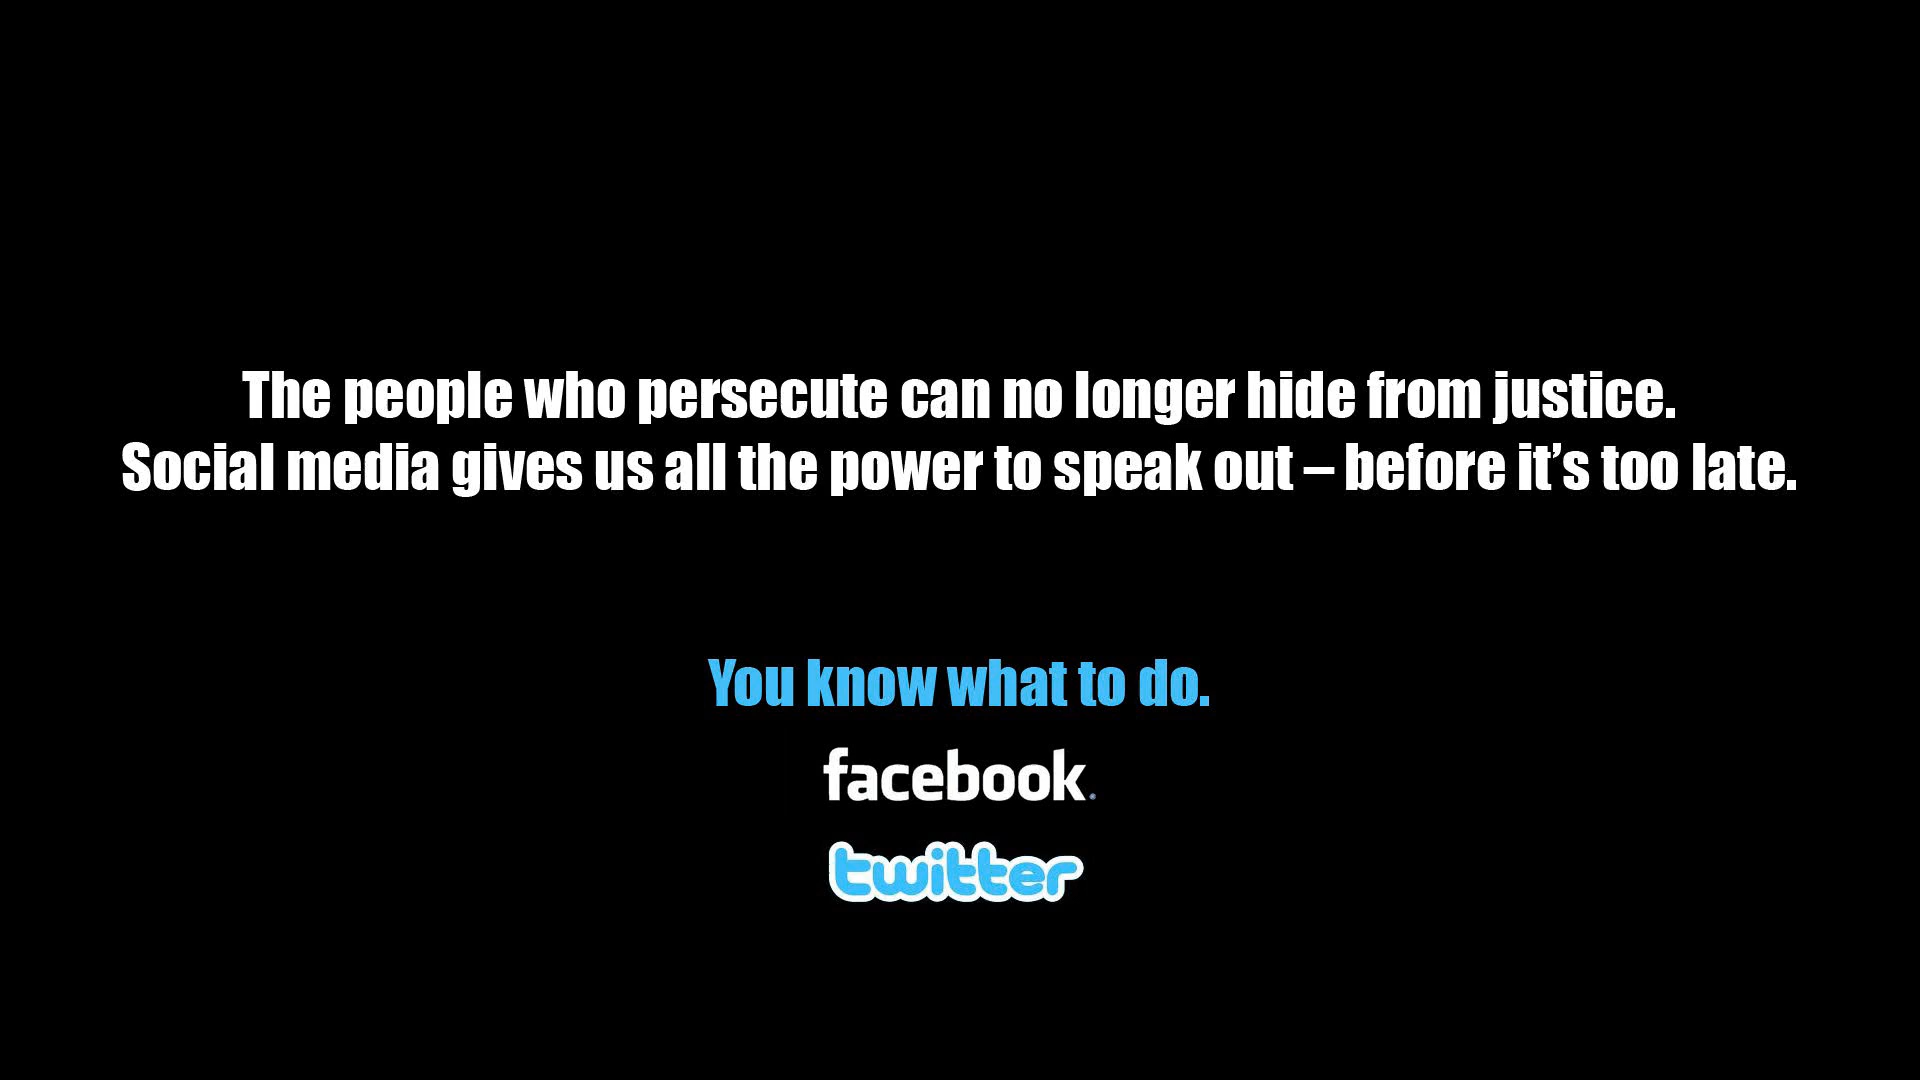 The people who persecute can no longer hide from justice.
Social media gives us all the power to speak out – before it’s too late.
You know what to do.
facebook
twitter